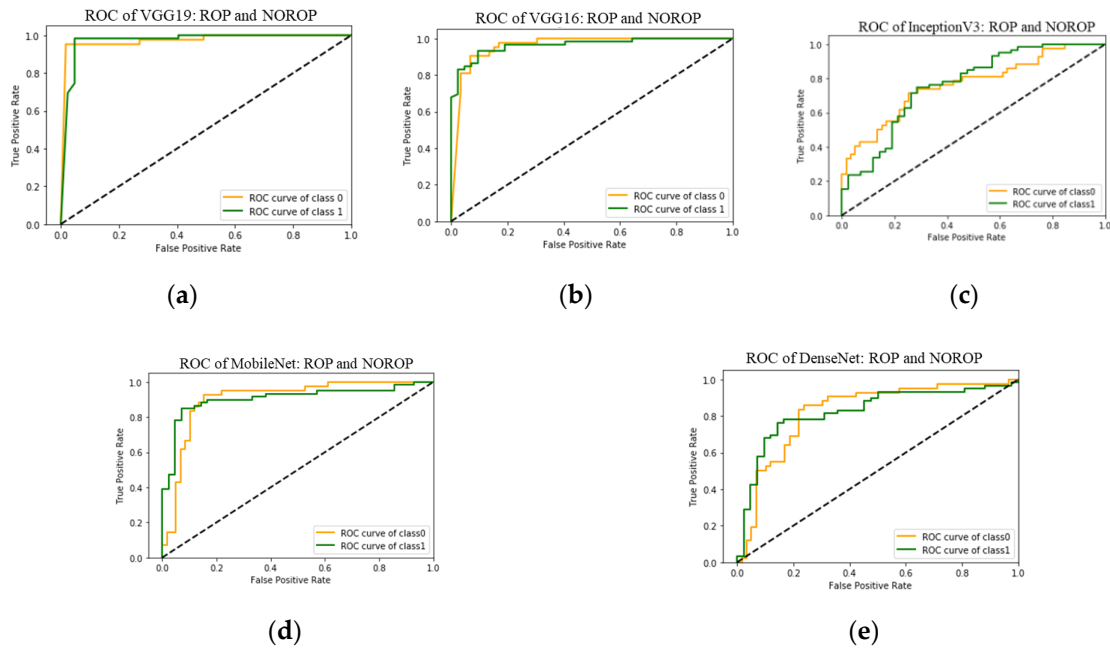 ROC of VGG19: ROP and NOROP
1.0
0.8
0.6
0.4
0.2
0.0
True Positive Rate
ROC curve of class 0
ROC curve of class 1
0.0 0.2 0.4 0.6 0.8 1.0
False Positive Rate
(a)
ROC of VGG16: ROP and NOROP
1.0
0.8
0.6
0.4
0.2
0.0
True Positive Rate
ROC curve of class 0
ROC curve of class 1
0.0 0.2 0.4 0.6 0.8 1.0
False Positive Rate
(b)
ROC of InceptionV3: ROP and NOROP
1.0
0.8
0.6
0.4
0.2
0.0
True Positive Rate
ROC curve of class0
ROC curve of class1
0.0 0.2 0.4 0.6 0.8 1.0
False Positive Rate
(c)
ROC of MobileNet: ROP and NOROP
1.0
0.8
0.6
0.4
0.2
0.0
True Positive Rate
ROC curve of class0
ROC curve of class1
0.0 0.2 0.4 0.6 0.8 1.0
False Positive Rate
(d)
ROC of DenseNet: ROP and NOROP
1.0
0.8
0.6
0.4
0.2
0.0
True Positive Rate
ROC curve of class0
ROC curve of class1
0.0 0.2 0.4 0.6 0.8 1.0
False Positive Rate
(e)